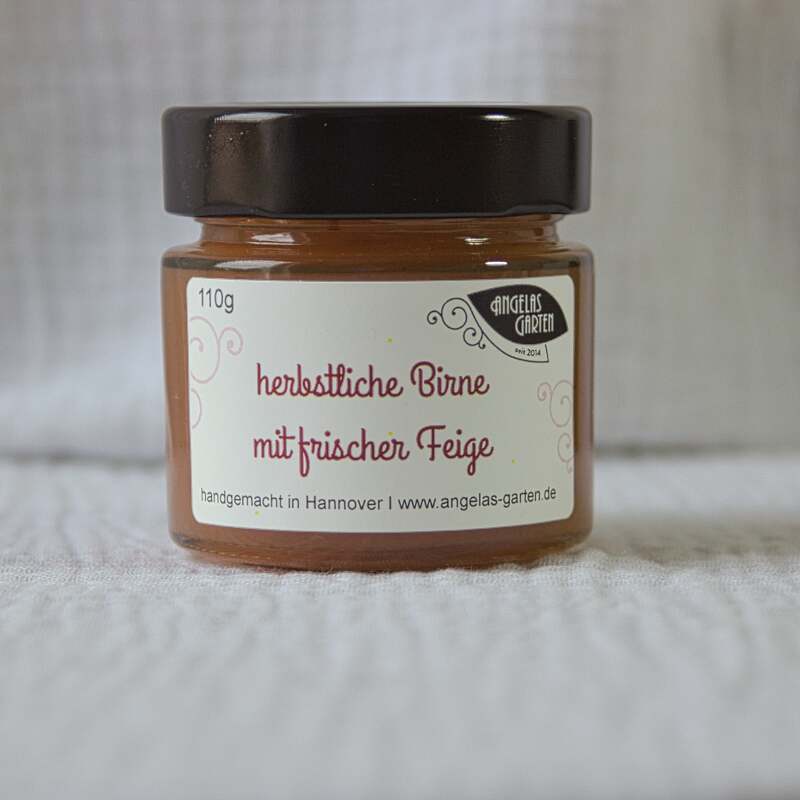 110g
ANGELAS
GARTEN
seit 2014
herbstliche Birne
mit frischer Feige
handgemacht in Hannover I www.angelas-garten.de